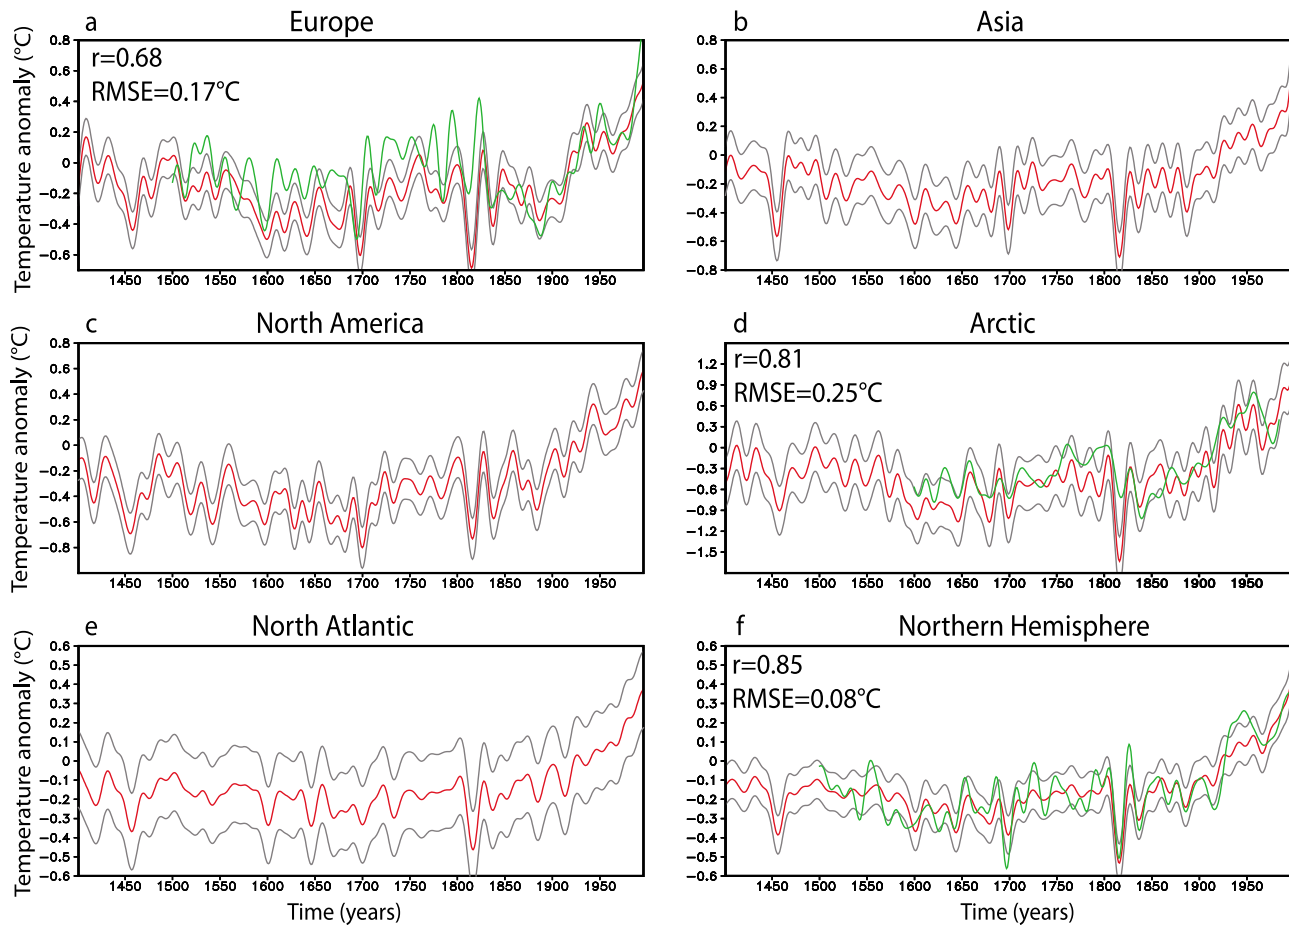 a Europe
b Asia
Temperature anomaly (°C)
r=0.68
RMSE=0.17°C
0.8
0.6
0.4
0.2
0
−0.2
−0.4
−0.6
1450 1500 1550 1600 1650 1700 1750 1800 1850 1900 1950
0.8
0.6
0.4
0.2
0
−0.2
−0.4
−0.6
−0.8
1450 1500 1550 1600 1650 1700 1750 1800 1850 1900 1950
c North America
d Arctic
Temperature anomaly (°C)
0.8
0.6
0.4
0.2
0
−0.2
−0.4
−0.6
−0.8
1450 1500 1550 1600 1650 1700 1750 1800 1850 1900 1950
r=0.81
RMSE=0.25°C
1.2
0.9
0.6
0.3
0
−0.3
−0.6
−0.9
−1.2
−1.5
1450 1500 1550 1600 1650 1700 1750 1800 1850 1900 1950
e North Atlantic
f Northern Hemisphere
Temperature anomaly (°C)
0.6
0.5
0.4
0.3
0.2
0.1
0
−0.1
−0.2
−0.3
−0.4
−0.5
−0.6
1450 1500 1550 1600 1650 1700 1750 1800 1850 1900 1950
Time (years)
r=0.85
RMSE=0.08°C
0.6
0.5
0.4
0.3
0.2
0.1
0
−0.1
−0.2
−0.3
−0.4
−0.5
−0.6
1450 1500 1550 1600 1650 1700 1750 1800 1850 1900 1950
Time (years)